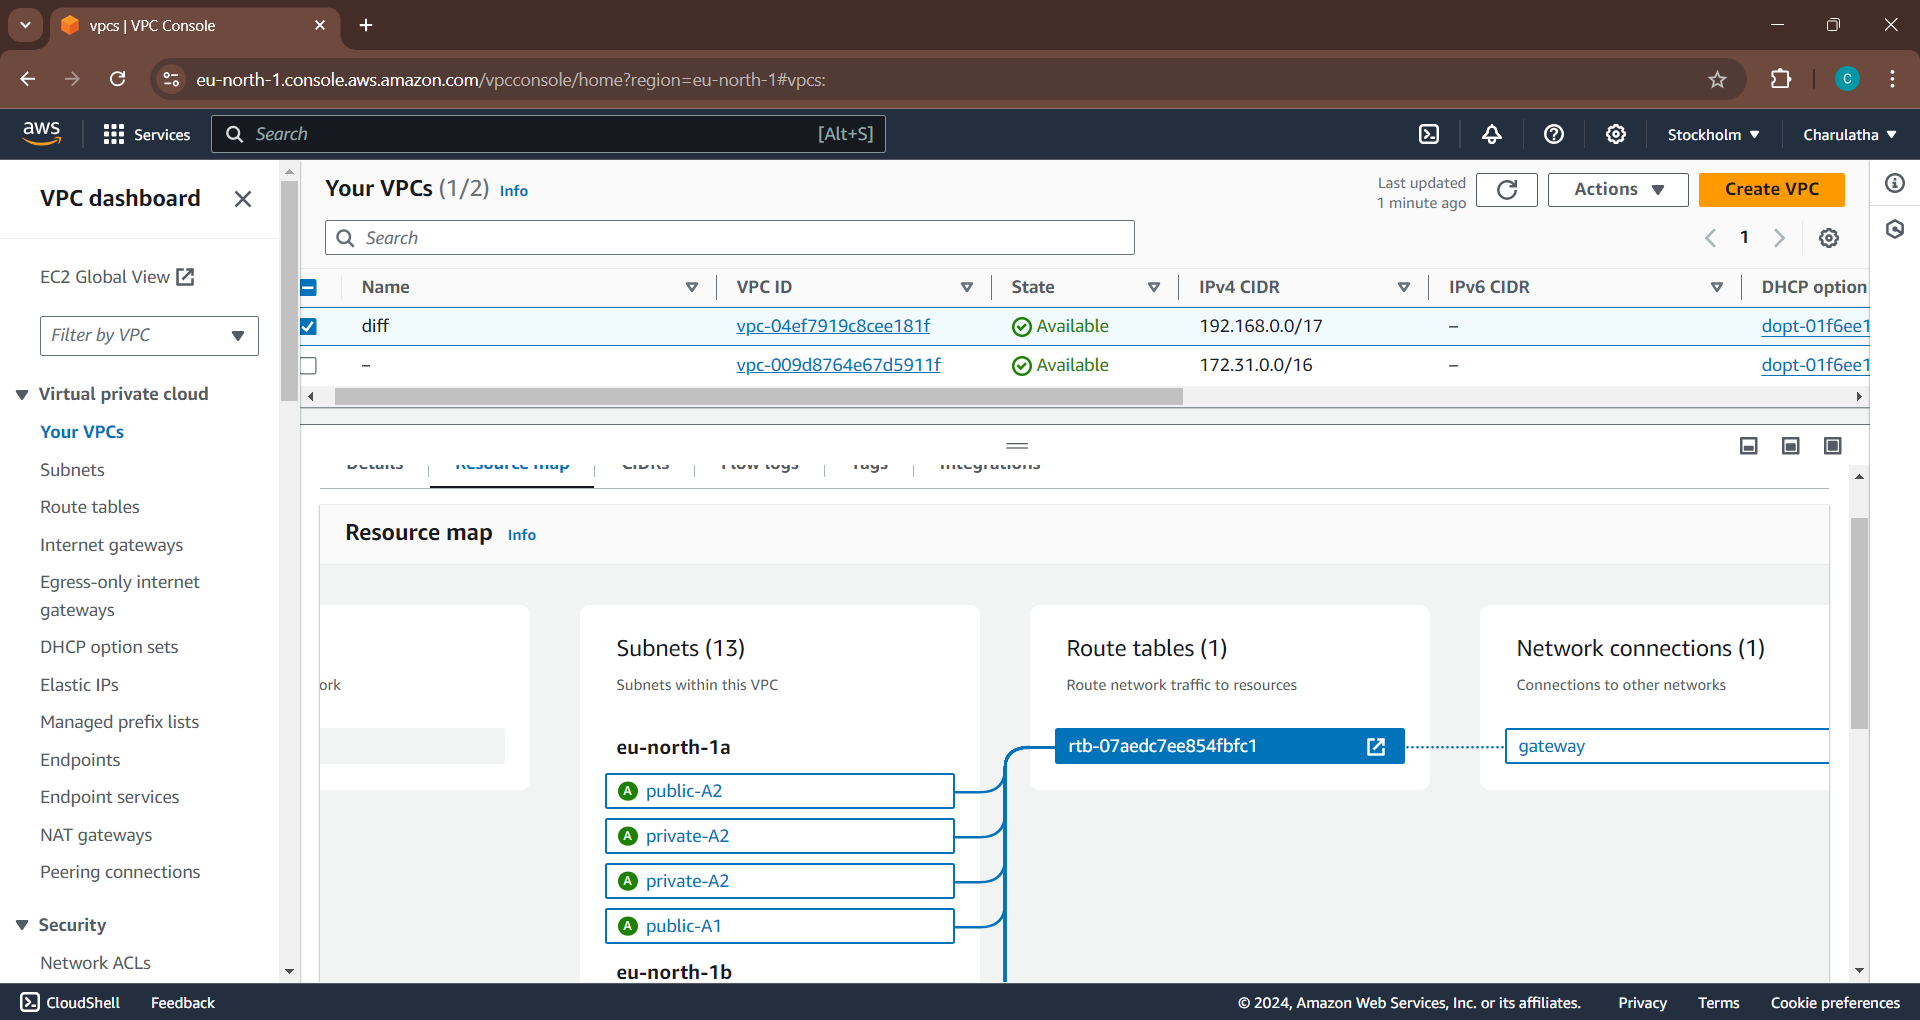 vpcs | VPC Console
eu-north-1.console.aws.amazon.com/vpcconsole/home?region=eu-north-1#vpcs:
C
aws
Services
Search
[Alt+S]
Stockholm
Charulatha
VPC dashboard
EC2 Global View
Filter by VPC
Virtual private cloud
Your VPCs
Subnets
Route tables
Internet gateways
Egress-only internet
gateways
DHCP option sets
Elastic IPs
Managed prefix lists
Endpoints
Endpoint services
NAT gateways
Peering connections
Security
Network ACLs
Your VPCs (1/2) Info
Last updated
1 minute ago
Actions
Create VPC
Search
1
Name VPC ID State IPv4 CIDR IPv6 CIDR DHCP option
diff vpc-04ef7919c8cee181f Available 192.168.0.0/17 – dopt-01f6ee1
– vpc-009d8764e67d5911f Available 172.31.0.0/16 – dopt-01f6ee1
Details Resource map CIDRs Flow logs Tags Integrations
Resource map Info
ork
Subnets (13)
Subnets within this VPC
eu-north-1a
A public-A2
A private-A2
A private-A2
A public-A1
eu-north-1b
Route tables (1)
Route network traffic to resources
rtb-07aedc7ee854fbfc1
Network connections (1)
Connections to other networks
gateway
CloudShell
Feedback
© 2024, Amazon Web Services, Inc. or its affiliates.
Privacy
Terms
Cookie preferences